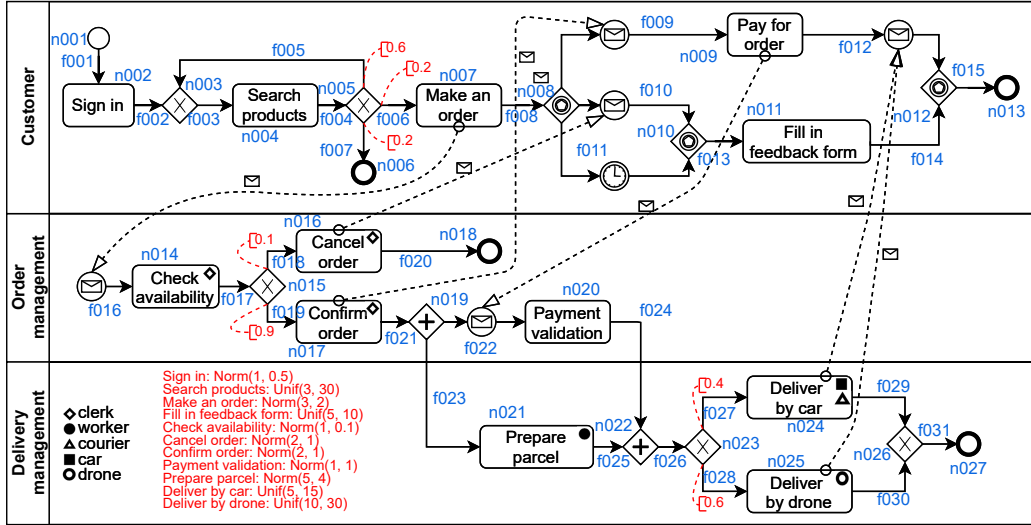 Customer
n001
f001
n002
Sign in
f002
n003
f003
f005
Search
products
n004
n005
f004
0.6
0.2
0.2
f006
f007
n006
n007
Make an
order
f008
n008
f009
f010
f011
n009
Pay for
order
n010
f013
n011
Fill in
feedback form
f012
n012
f014
f015
n013
Order
management
f016
n014
Check
availability
f017
0.1
0.9
n015
f018
f019
n016
Cancel
order
f020
n018
Confirm
order
n017
f021
n019
f022
n020
Payment
validation
f024
Delivery
management
clerk
worker
courier
car
drone
Sign in: Norm(1, 0.5)
Search products: Unif(3, 30)
Make an order: Norm(3, 2)
Fill in feedback form: Unif(5, 10)
Check availability: Norm(1, 0.1)
Cancel order: Norm(2, 1)
Confirm order: Norm(2, 1)
Payment validation: Norm(1, 1)
Prepare parcel: Norm(5, 4)
Deliver by car: Unif(5, 15)
Deliver by drone: Unif(10, 30)
f023
n021
Prepare
parcel
n022
f025
f026
0.4
0.6
n023
f027
f028
Deliver
by car
n024
f029
n025
Deliver
by drone
f030
n026
f031
n027